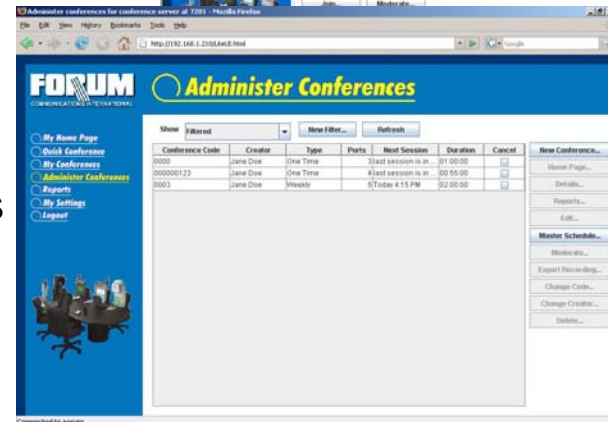 Join...
Moderate...
Administer conferences for conference server at 7201 - Mozilla Firefox
File Edit View History Bookmarks Tools Help
http://192.168.1.210/LiteUI.html
Google
FORUM
COMMUNICATIONS INTERNATIONAL
Administer Conferences
My Home Page
Quick Conference
My Conferences
Administer Conferences
Reports
My Settings
Logout
Show Filtered New Filter... Refresh
Conference Code Creator Type Ports Next Session Duration Cancel
0000 Jane Doe One Time 3 last session is in ... 01:00:00
000000123 Jane Doe One Time 4 last session is in ... 00:55:00
0003 Jane Doe Weekly 5 Today 4:15 PM 02:00:00
New Conference...
Home Page...
Details...
Reports...
Edit...
Master Schedule...
Moderate...
Export Recording...
Change Code...
Change Creator...
Delete...
s
Connected to server